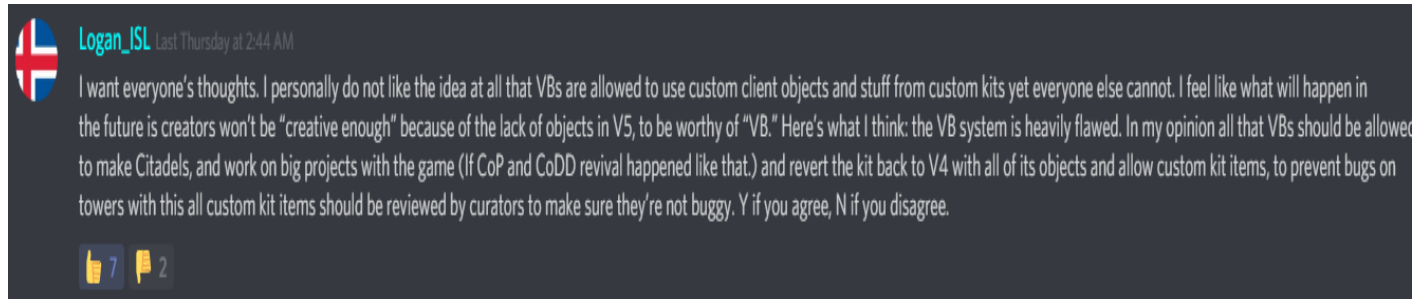 Logan_ISL Last Thursday at 2:44 AM
I want everyone's thoughts. I personally do not like the idea at all that VBs are allowed to use custom client objects and stuff from custom kits yet everyone else cannot. I feel like what will happen in
the future is creators won't be “creative enough” because of the lack of objects in V5, to be worthy of “VB.” Here's what I think: the VB system is heavily flawed. In my opinion all that VBs should be allowed
to make Citadels, and work on big projects with the game (If CoP and CoDD revival happened like that.) and revert the kit back to V4 with all of its objects and allow custom kit items, to prevent bugs on
towers with this all custom kit items should be reviewed by curators to make sure they're not buggy. Y if you agree, N if you disagree.
7 2